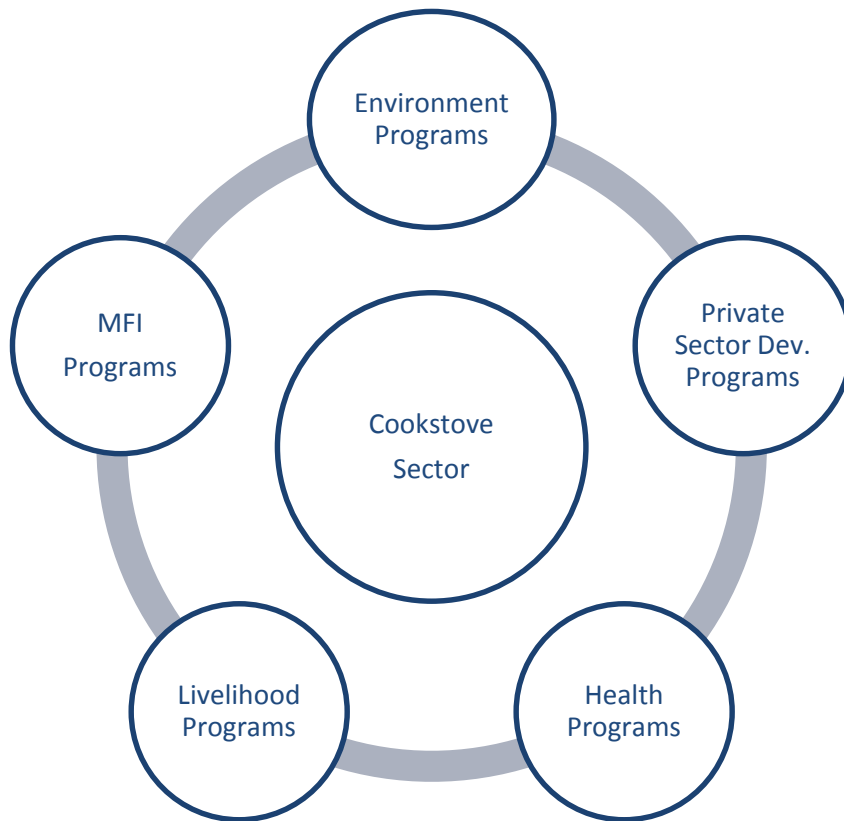 Environment
Programs
MFI
Programs
Private
Sector Dev.
Programs
Cookstove
Sector
Livelihood
Programs
Health
Programs